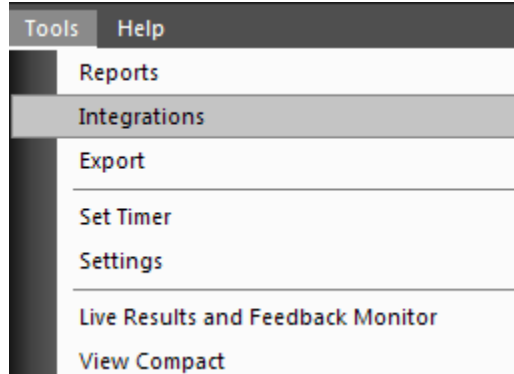 Tools Help
Reports
Integrations
Export
Set Timer
Settings
Live Results and Feedback Monitor
View Compact